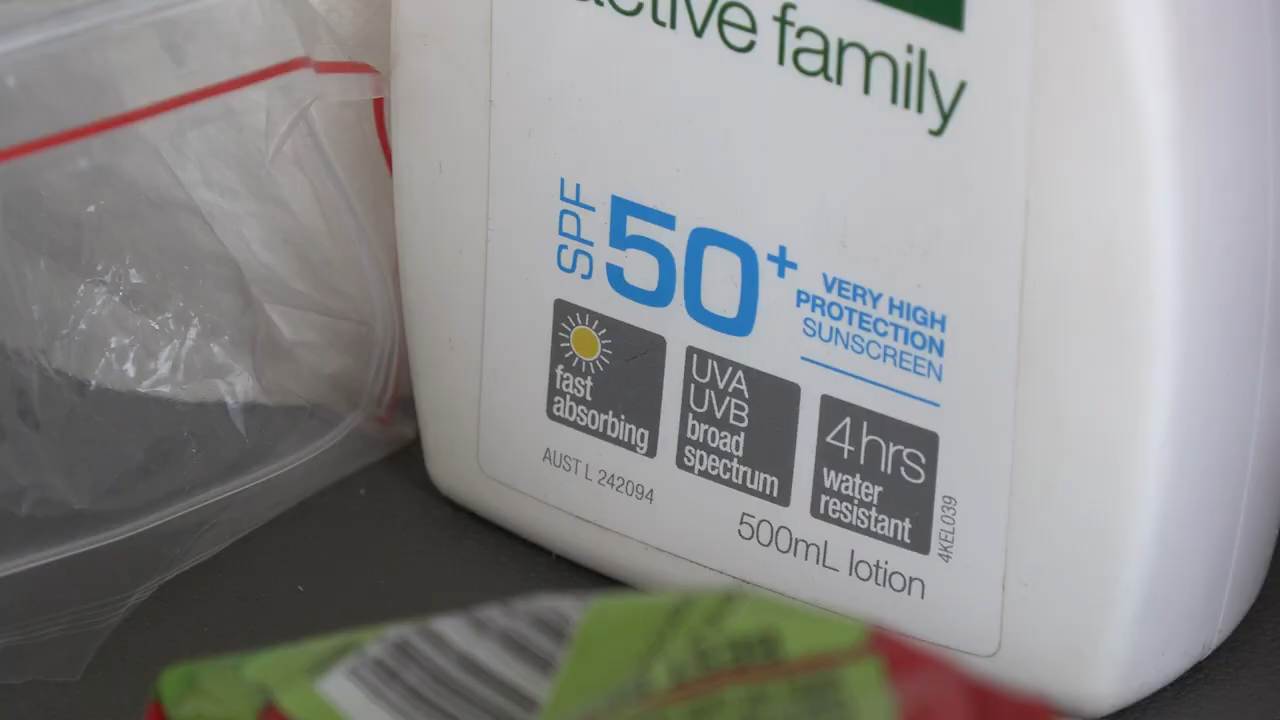 active family
SPF 50+
VERY HIGH
PROTECTION
SUNSCREEN
fast
absorbing
UVA
UVB
broad
spectrum
4hrs
water
resistant
AUST L 242094
4KEL039
500mL lotion